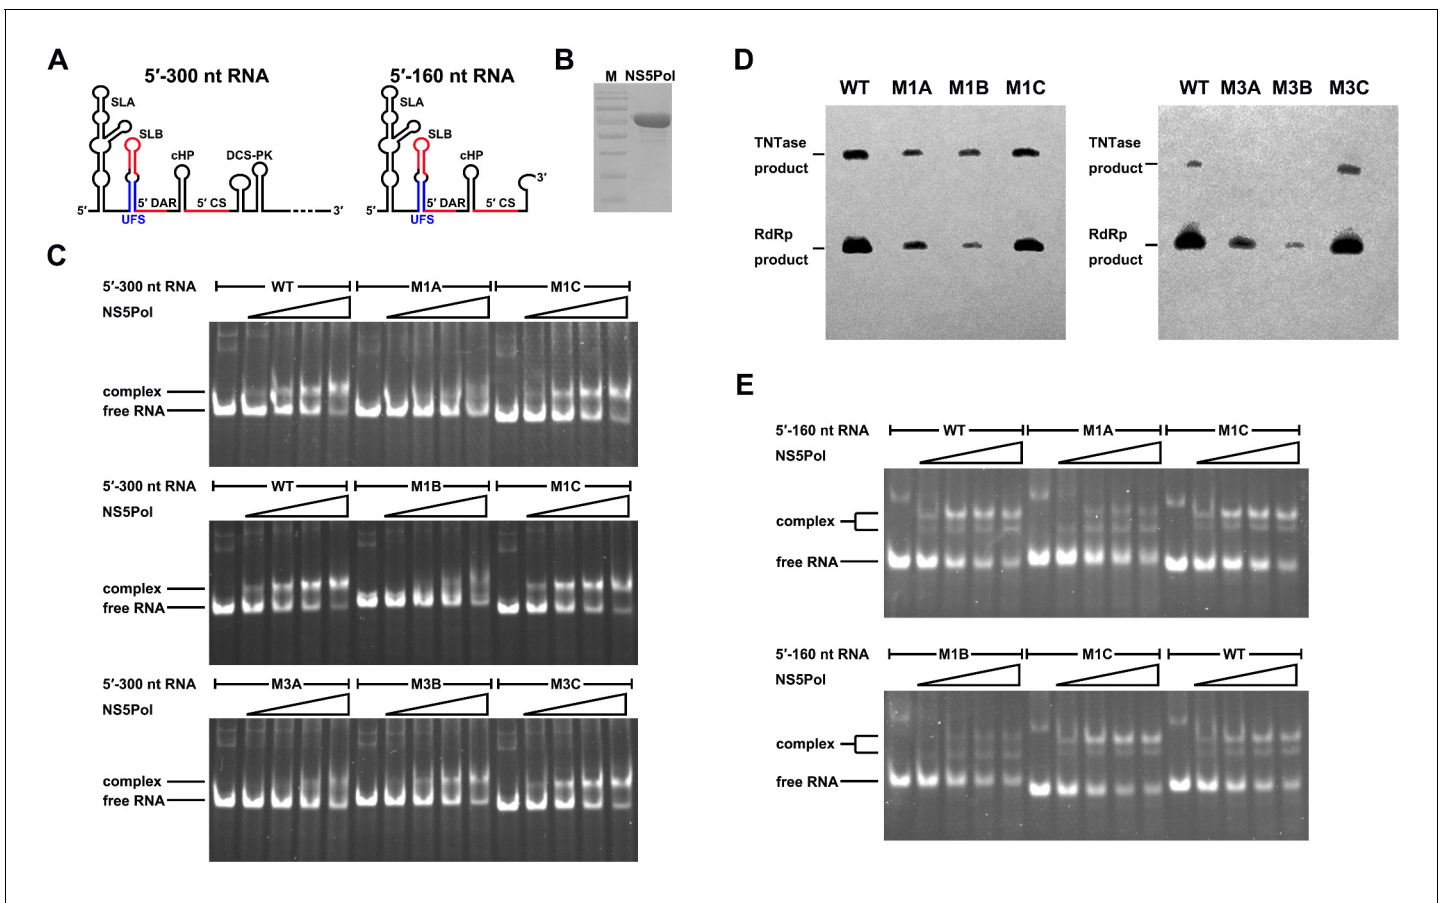 A
5′-300 nt RNA
SLA
SLB
cHP
DCS-PK
5′
5′ DAR
5′ CS
3′
UFS
5′-160 nt RNA
SLA
SLB
cHP
3′
5′
5′ DAR
5′ CS
UFS
B
M NS5Pol
C
5′-300 nt RNA WT M1A M1C
NS5Pol
complex
free RNA
5′-300 nt RNA WT M1B M1C
NS5Pol
complex
free RNA
5′-300 nt RNA M3A M3B M3C
NS5Pol
complex
free RNA
D
WT M1A M1B M1C
TNTase
product
RdRp
product
WT M3A M3B M3C
TNTase
product
RdRp
product
E
5′-160 nt RNA WT M1A M1C
NS5Pol
complex
free RNA
5′-160 nt RNA M1B M1C WT
NS5Pol
complex
free RNA